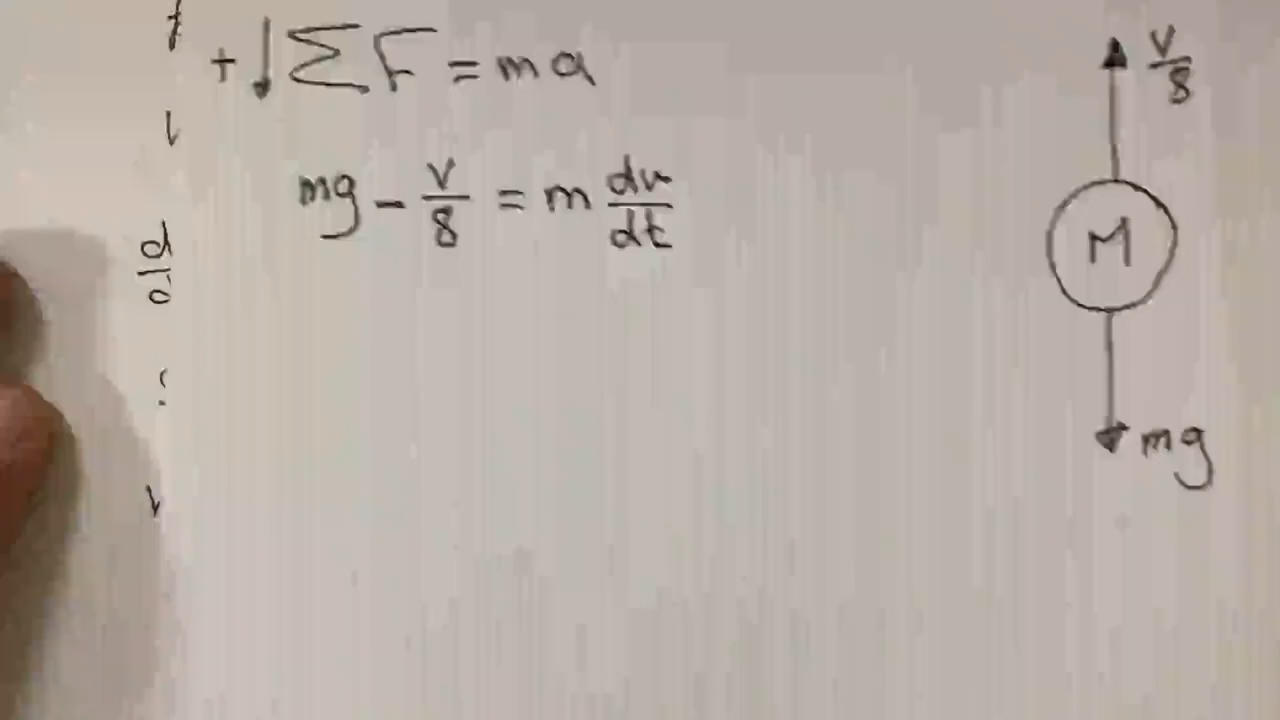 +↓ΣF = ma
mg - v/8 = m dv/dt
v/8
M
mg